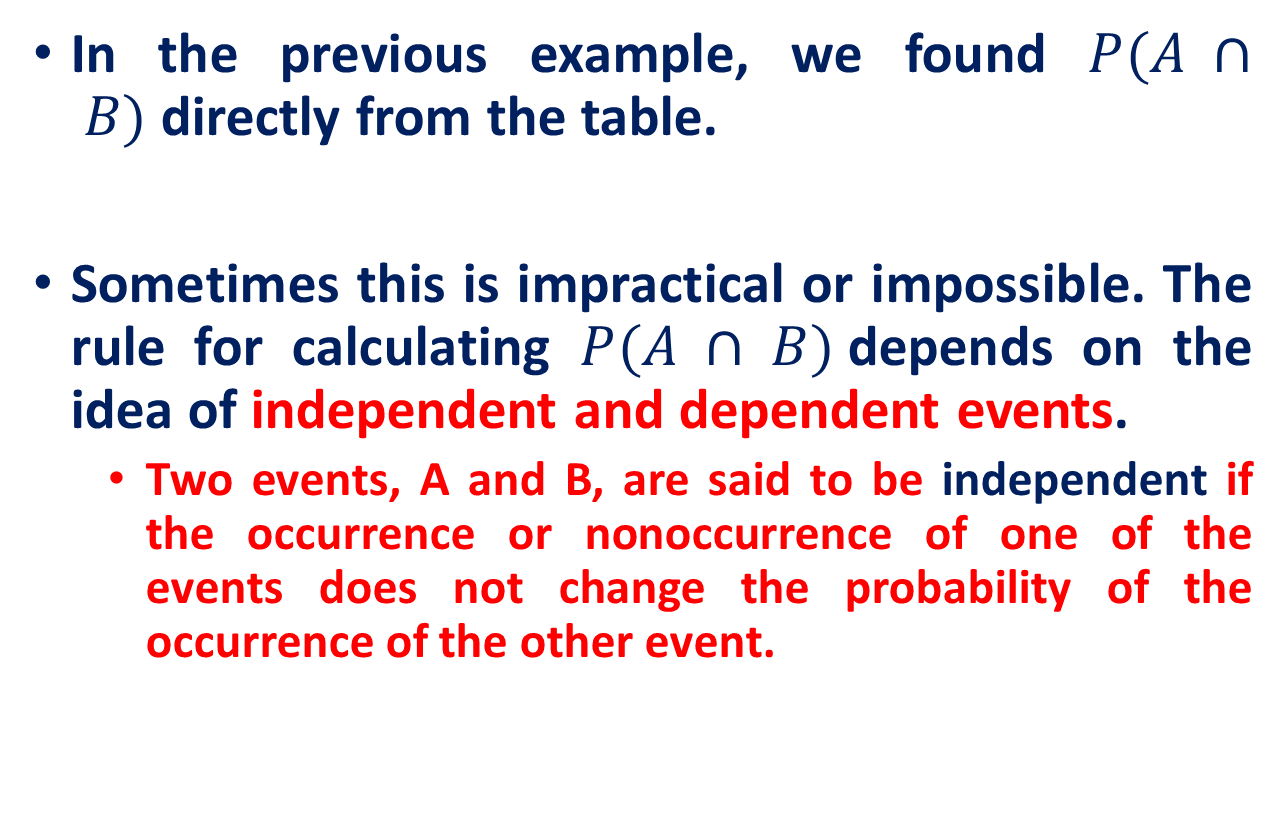 • In the previous example, we found P(A ∩
B) directly from the table.
• Sometimes this is impractical or impossible. The
rule for calculating P(A ∩ B) depends on the
idea of independent and dependent events.
• Two events, A and B, are said to be independent if
the occurrence or nonoccurrence of one of the
events does not change the probability of the
occurrence of the other event.